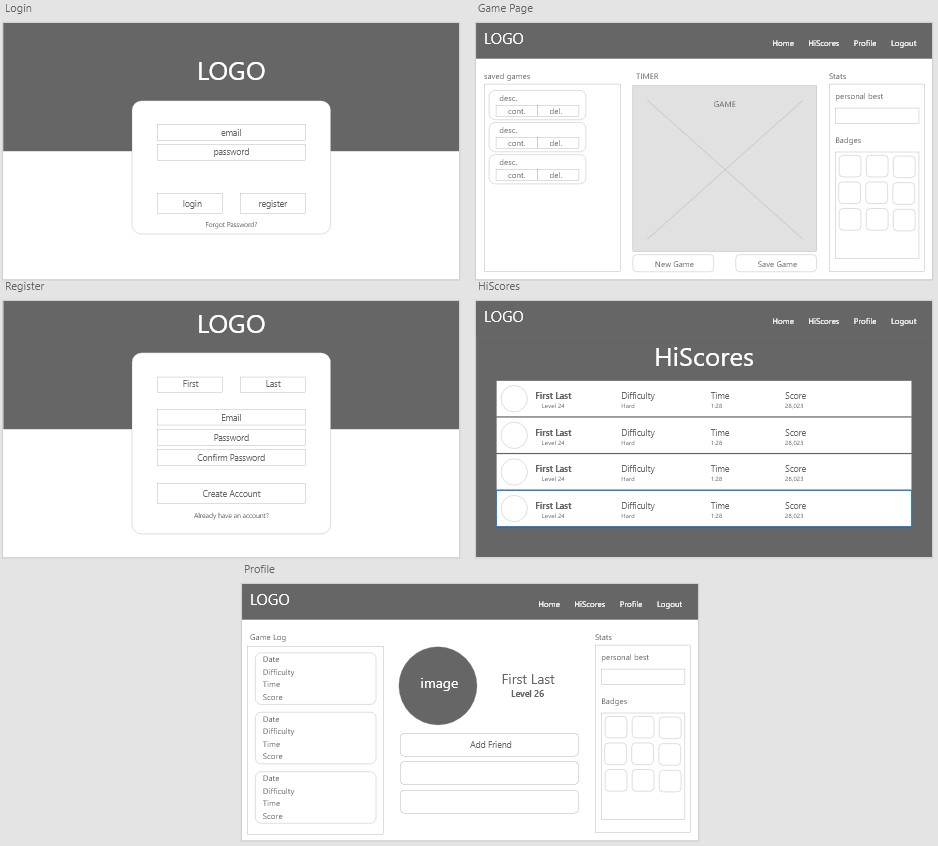 Login
LOGO
email
password
login register
Forgot Password?
Game Page
LOGO
Home HiScores Profile Logout
saved games
desc.
cont. del.
desc.
cont. del.
desc.
cont. del.
TIMER
GAME
New Game Save Game
Stats
personal best
Badges
Register
LOGO
First Last
Email
Password
Confirm Password
Create Account
Already have an account?
HiScores
LOGO
Home HiScores Profile Logout
HiScores
First Last Difficulty Time Score
Level 24 Hard 1:28 28,023
First Last Difficulty Time Score
Level 24 Hard 1:28 28,023
First Last Difficulty Time Score
Level 24 Hard 1:28 28,023
First Last Difficulty Time Score
Level 24 Hard 1:28 28,023
Profile
LOGO
Home HiScores Profile Logout
Game Log
Date
Difficulty
Time
Score
Date
Difficulty
Time
Score
Date
Difficulty
Time
Score
image
First Last
Level 26
Add Friend
Stats
personal best
Badges